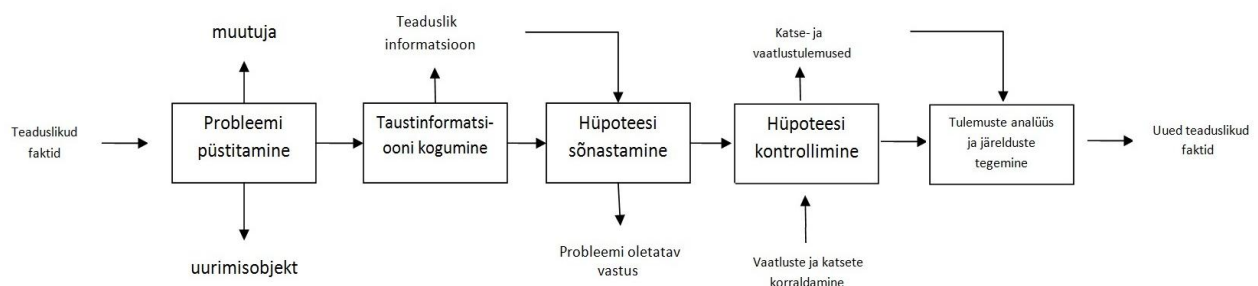 muutuja
Teaduslik
informatsioon
Katse- ja
vaatlustulemused
Teaduslikud
faktid
Probleemi
püstitamine
Taustinformatsi-
ooni kogumine
Hüpoteesi
sõnastamine
Hüpoteesi
kontrollimine
Tulemuste analüüs
ja järelduste
tegemine
Uued teaduslikud
faktid
uurimisobjekt
Probleemi oletatav
vastus
Vaatluste ja katsete
korraldamine